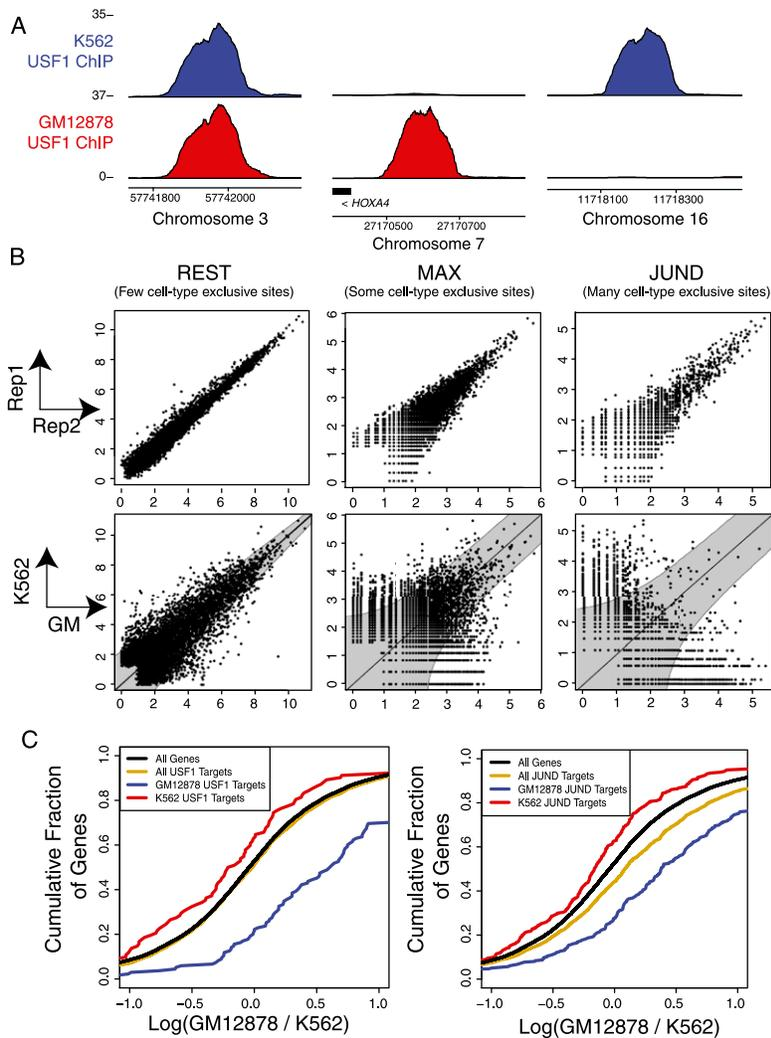 A
35–
K562
USF1 ChIP
37–
GM12878
USF1 ChIP
0–
57741800 57742000
Chromosome 3
< HOXA4
27170500 27170700
Chromosome 7
11718100 11718300
Chromosome 16
B
REST
(Few cell-type exclusive sites)
MAX
(Some cell-type exclusive sites)
JUND
(Many cell-type exclusive sites)
Rep1
Rep2
0 2 4 6 8 10
0 2 4 6 8 10
0 1 2 3 4 5 6
0 1 2 3 4 5 6
0 1 2 3 4 5
0 1 2 3 4 5
K562
GM
0 2 4 6 8 10
0 2 4 6 8 10
0 1 2 3 4 5 6
0 1 2 3 4 5 6
0 1 2 3 4 5
0 1 2 3 4 5
C
Cumulative Fraction
of Genes
0.0 0.2 0.4 0.6 0.8 1.0
All Genes
All USF1 Targets
GM12878 USF1 Targets
K562 USF1 Targets
−1.0 −0.5 0.0 0.5 1.0
Log(GM12878 / K562)
Cumulative Fraction
of Genes
0.0 0.2 0.4 0.6 0.8 1.0
All Genes
All JUND Targets
GM12878 JUND Targets
K562 JUND Targets
−1.0 −0.5 0.0 0.5 1.0
Log(GM12878 / K562)